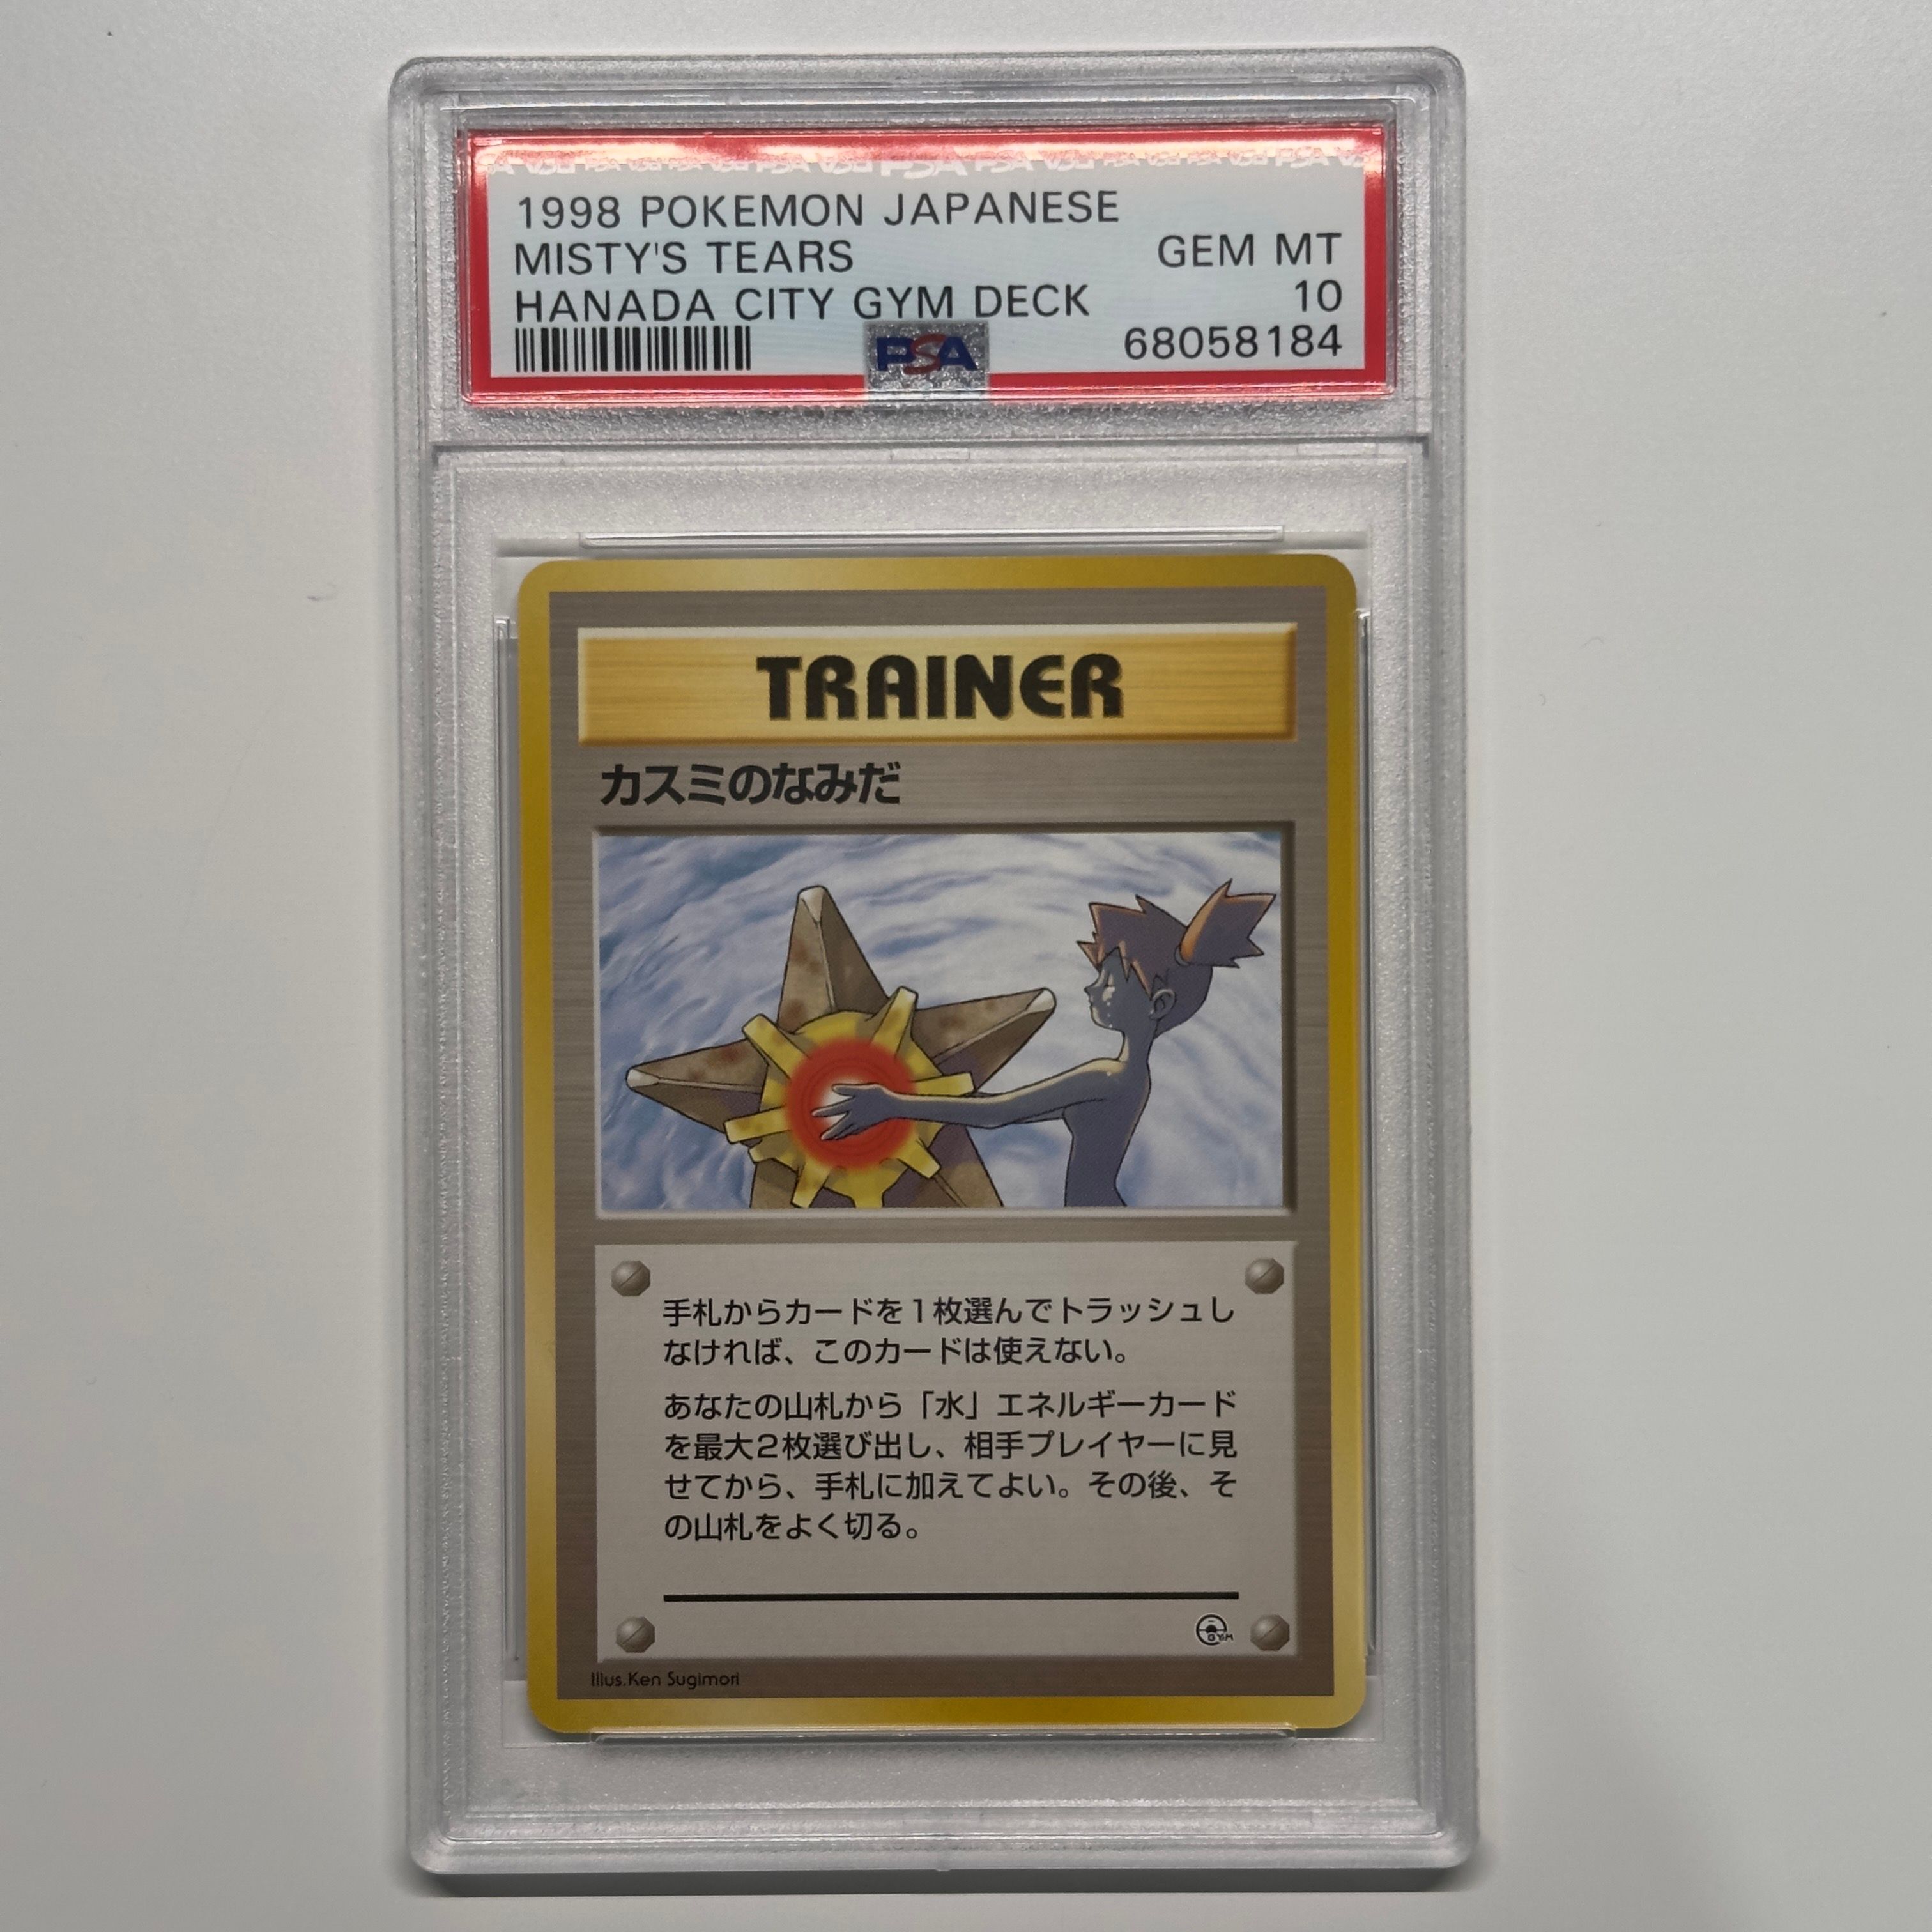 1998 POKEMON JAPANESE
MISTY'S TEARS
HANADA CITY GYM DECK
GEM MT
10
68058184
PSA
TRAINER
カスミのなみだ
手札からカードを1枚選んでトラッシュし
なければ、このカードは使えない。
あなたの山札から「水」エネルギーカード
を最大2枚選び出し、相手プレイヤーに見
せてから、手札に加えてよい。その後、そ
の山札をよく切る。
GYM
Illus.Ken Sugimori